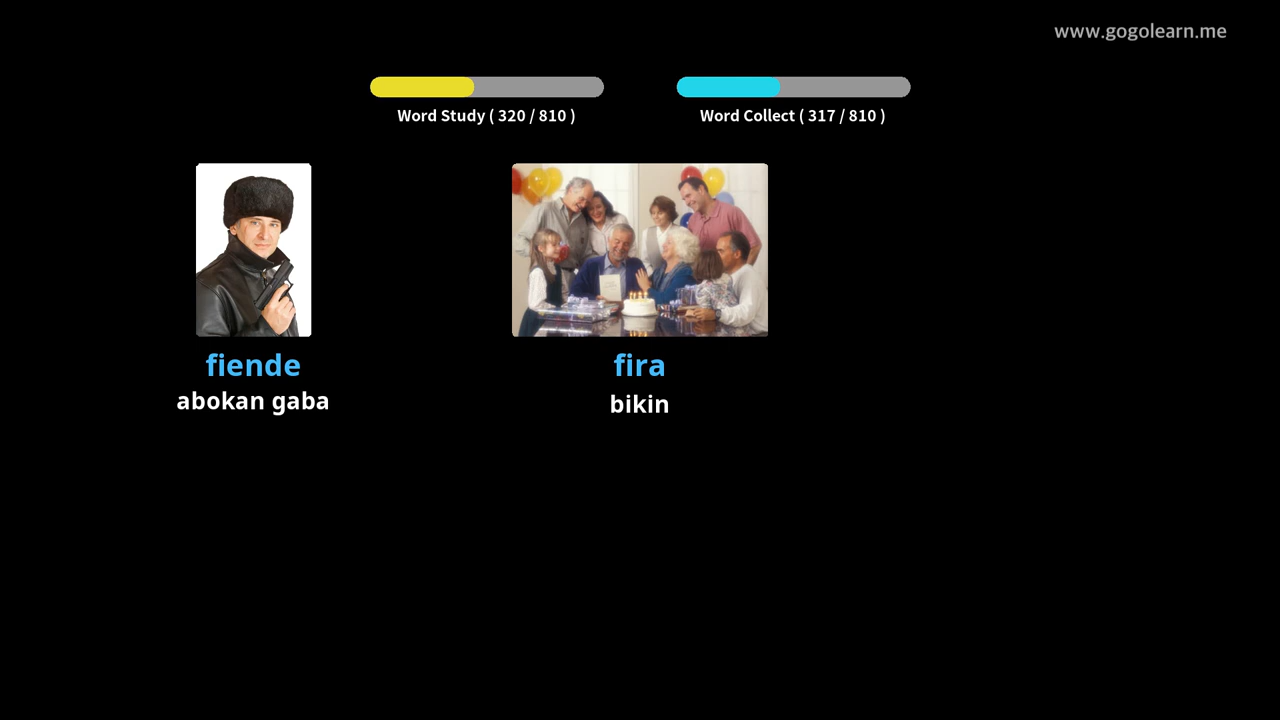 www.gogolearn.me
Word Study ( 320 / 810 )
Word Collect ( 317 / 810 )
fiende
abokan gaba
fira
bikin